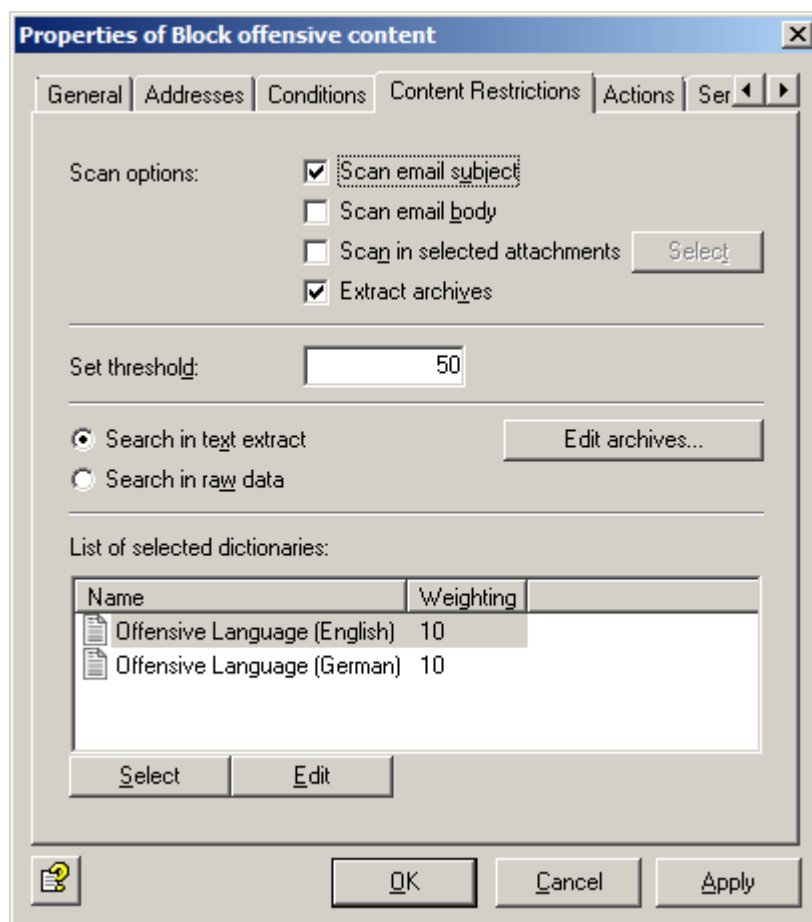 Properties of Block offensive content
General Addresses Conditions Content Restrictions Actions Ser
Scan options:
Scan email subject
Scan email body
Scan in selected attachments Select
Extract archives
Set threshold: 50
Search in text extract Edit archives...
Search in raw data
List of selected dictionaries:
Name Weighting
Offensive Language (English) 10
Offensive Language (German) 10
Select Edit
OK Cancel Apply